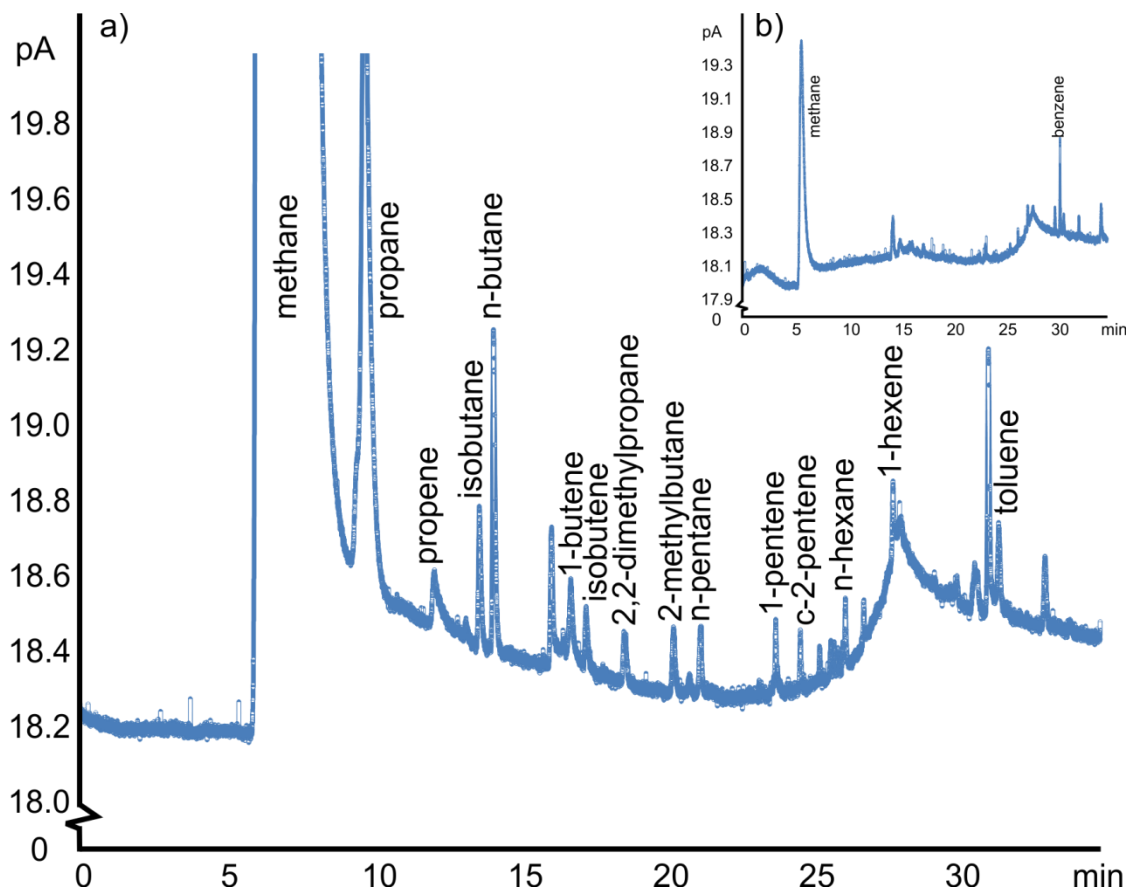 a)
pA
19.8
19.6
19.4
19.2
19.0
18.8
18.6
18.4
18.2
18.0
0
0 5 10 15 20 25 30 min
methane
propane
propene
isobutane
n-butane
1-butene
isobutene
2,2-dimethylpropane
2-methylbutane
n-pentane
1-pentene
c-2-pentene
n-hexane
1-hexene
toluene
b)
pA
19.3
19.1
18.9
18.7
18.5
18.3
18.1
17.9
0
0 5 10 15 20 25 30 min
methane
benzene